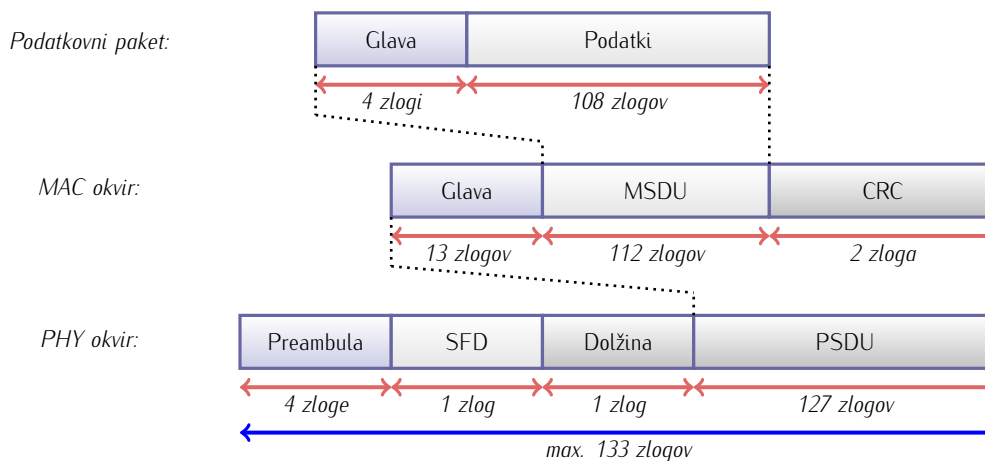 Podatkovni paket: Glava Podatki
4 zlogi 108 zlogov
MAC okvir: Glava MSDU CRC
13 zlogov 112 zlogov 2 zloga
PHY okvir: Preambula SFD Dolžina PSDU
4 zloge 1 zlog 1 zlog 127 zlogov
max. 133 zlogov